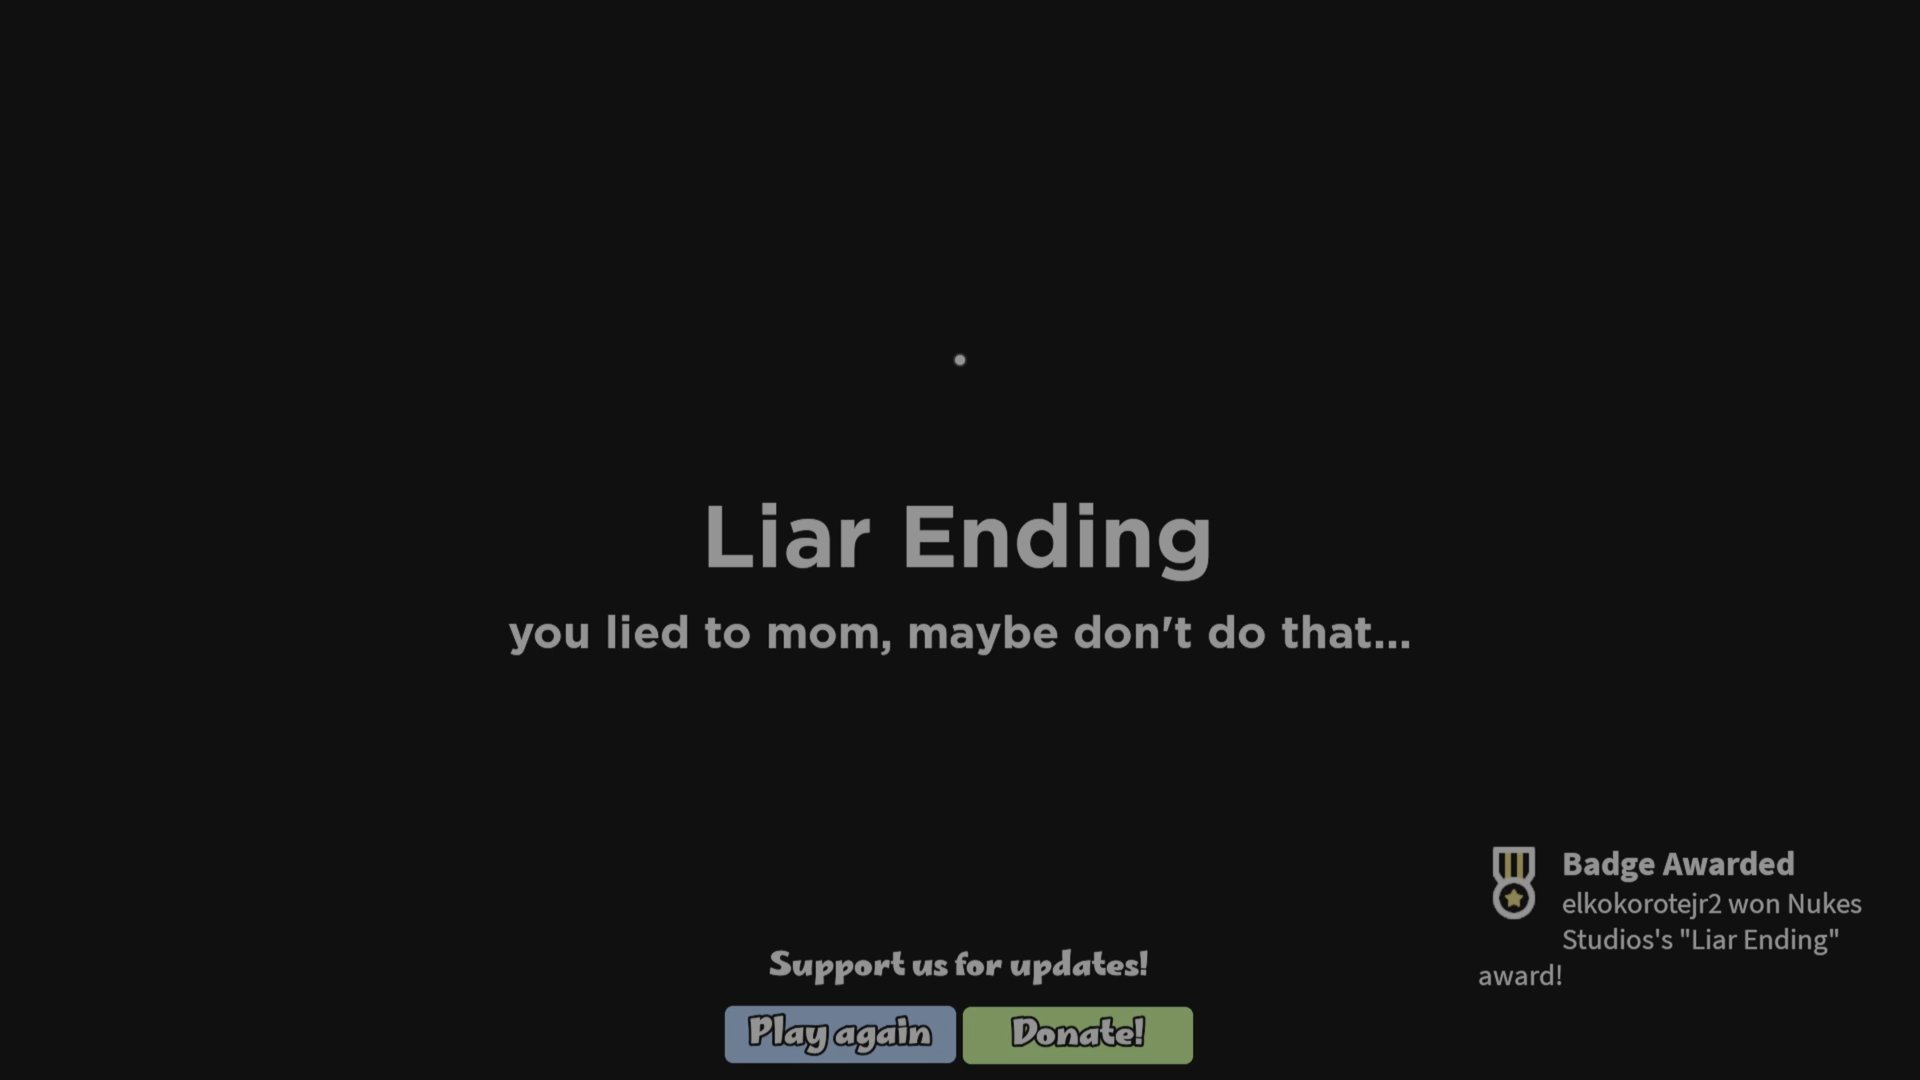 Liar Ending
you lied to mom, maybe don't do that...
Badge Awarded
elkokorotejr2 won Nukes
Studios's "Liar Ending"
award!
Support us for updates!
Play again
Donate!